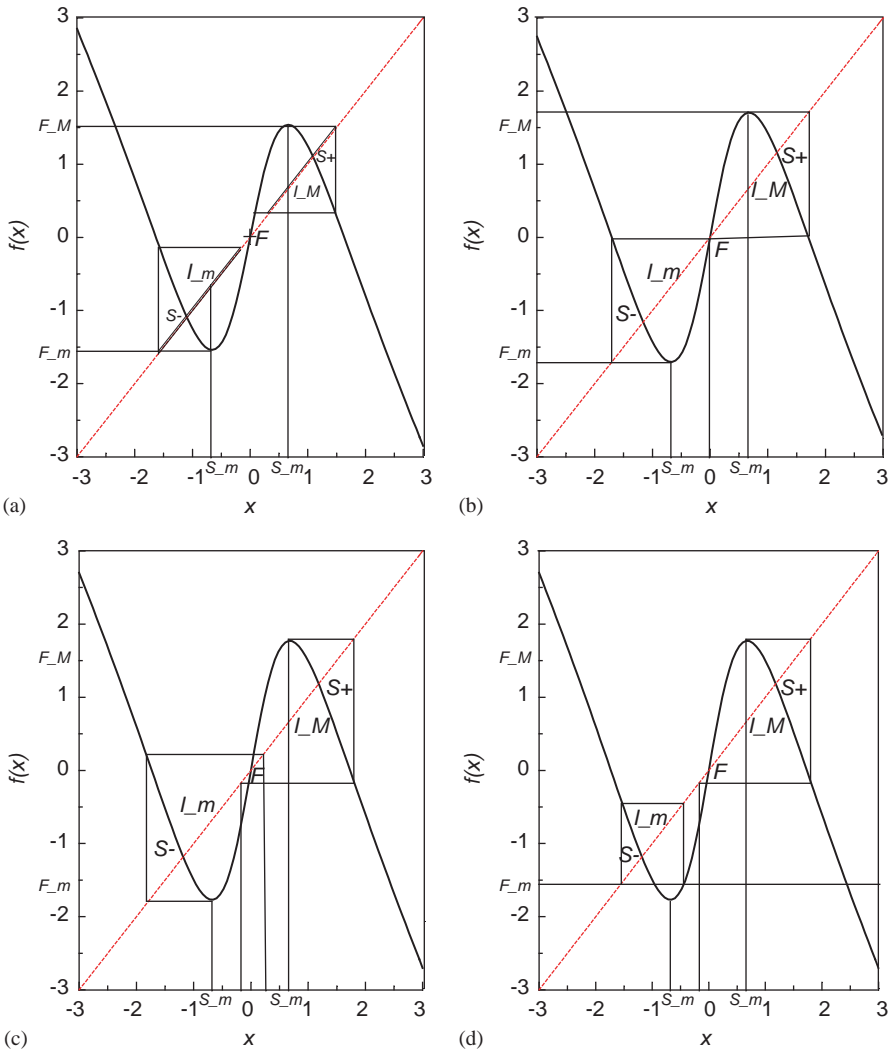 3
2
F_M
1
f(x)
0
-1
F_m
-2
-3
S+
I_M
F
I_m
S-
-3 -2 -1 S_m 0 S_m 1 2 3
x
(a)
3
2
F_M
1
f(x)
0
-1
F_m
-2
-3
S+
I_M
F
I_m
S-
-3 -2 -1 S_m 0 S_m 1 2 3
x
(b)
3
2
F_M
1
f(x)
0
-1
F_m
-2
-3
S+
I_M
F
I_m
S-
-3 -2 -1 S_m 0 S_m 1 2 3
x
(c)
3
2
F_M
1
f(x)
0
-1
F_m
-2
-3
S+
I_M
F
I_m
S-
-3 -2 -1 S_m 0 S_m 1 2 3
x
(d)